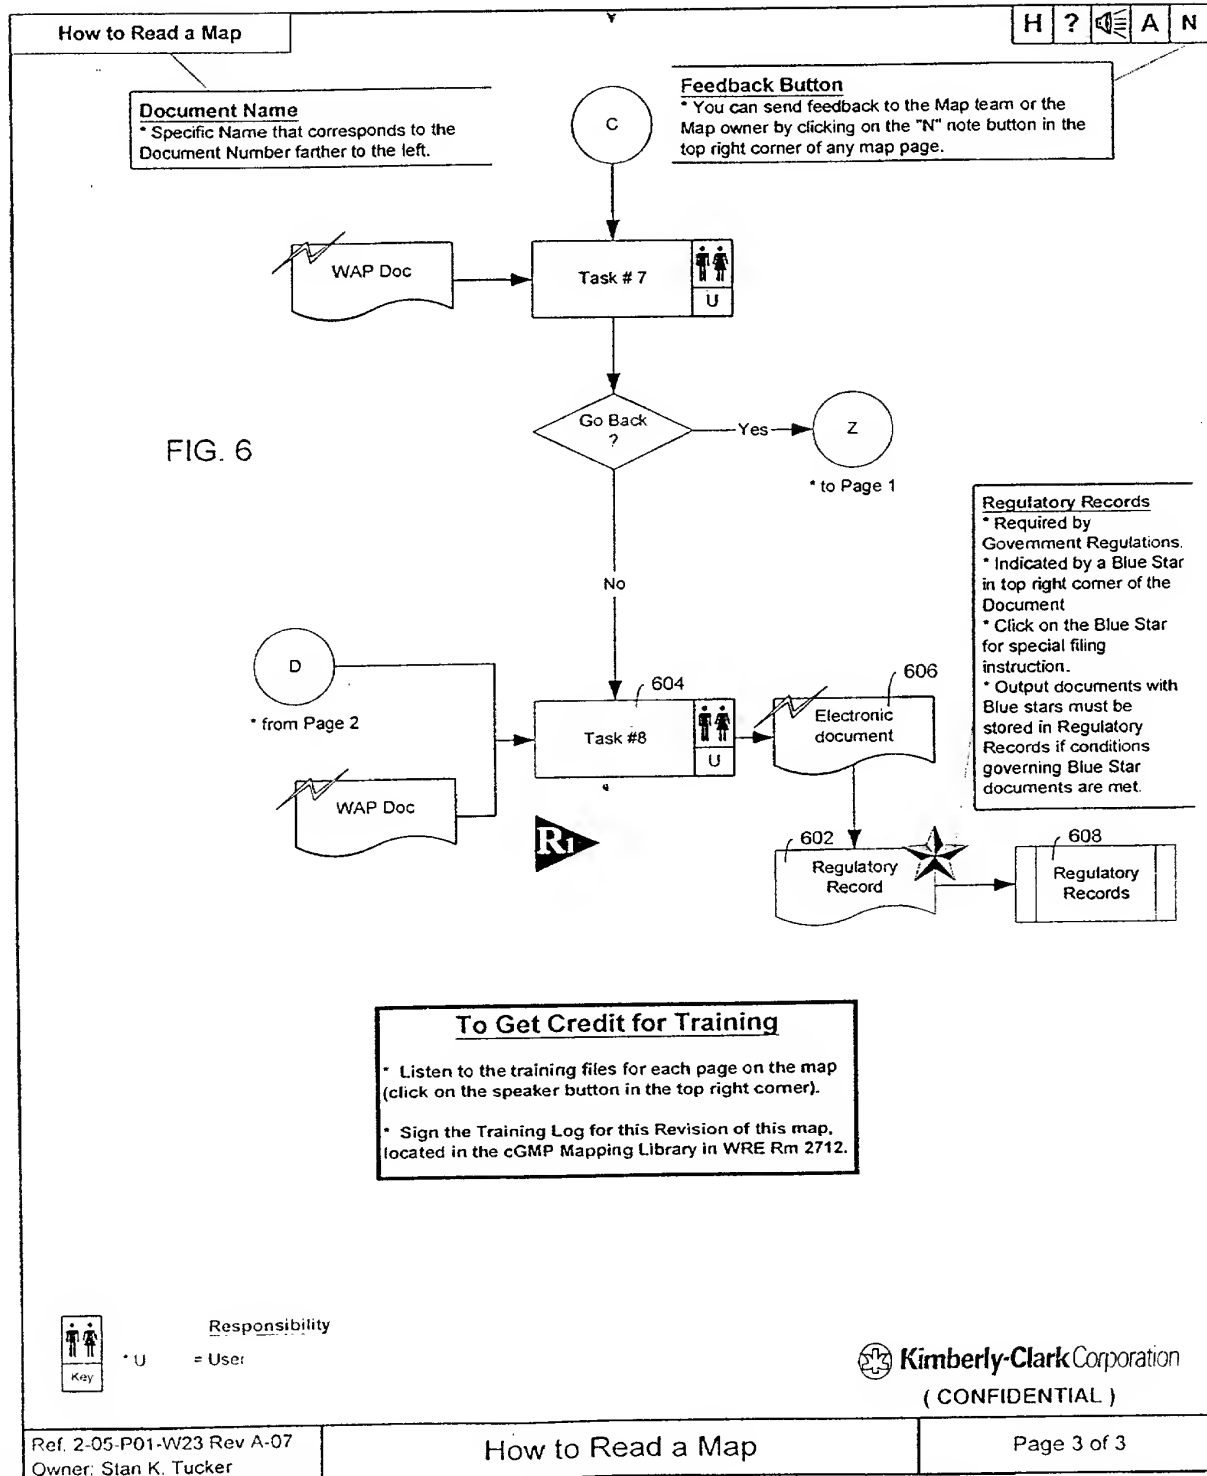 How to Read a Map
H ? A N
Document Name
* Specific Name that corresponds to the
Document Number farther to the left.
C
Feedback Button
* You can send feedback to the Map team or the
Map owner by clicking on the "N" note button in the
top right corner of any map page.
WAP Doc
Task # 7
U
Go Back
?
Yes
Z
* to Page 1
FIG. 6
No
Regulatory Records
* Required by
Government Regulations.
* Indicated by a Blue Star
in top right corner of the
Document
* Click on the Blue Star
for special filing
instruction.
* Output documents with
Blue stars must be
stored in Regulatory
Records if conditions
governing Blue Star
documents are met.
D
* from Page 2
604
Task #8
U
606
Electronic
document
WAP Doc
R1
602
Regulatory
Record
608
Regulatory
Records
To Get Credit for Training
* Listen to the training files for each page on the map
(click on the speaker button in the top right corner).
* Sign the Training Log for this Revision of this map,
located in the cGMP Mapping Library in WRE Rm 2712.
Responsibility
Key
* U = User
Kimberly-Clark Corporation
( CONFIDENTIAL )
Ref. 2-05-P01-W23 Rev A-07
Owner: Stan K. Tucker
How to Read a Map
Page 3 of 3